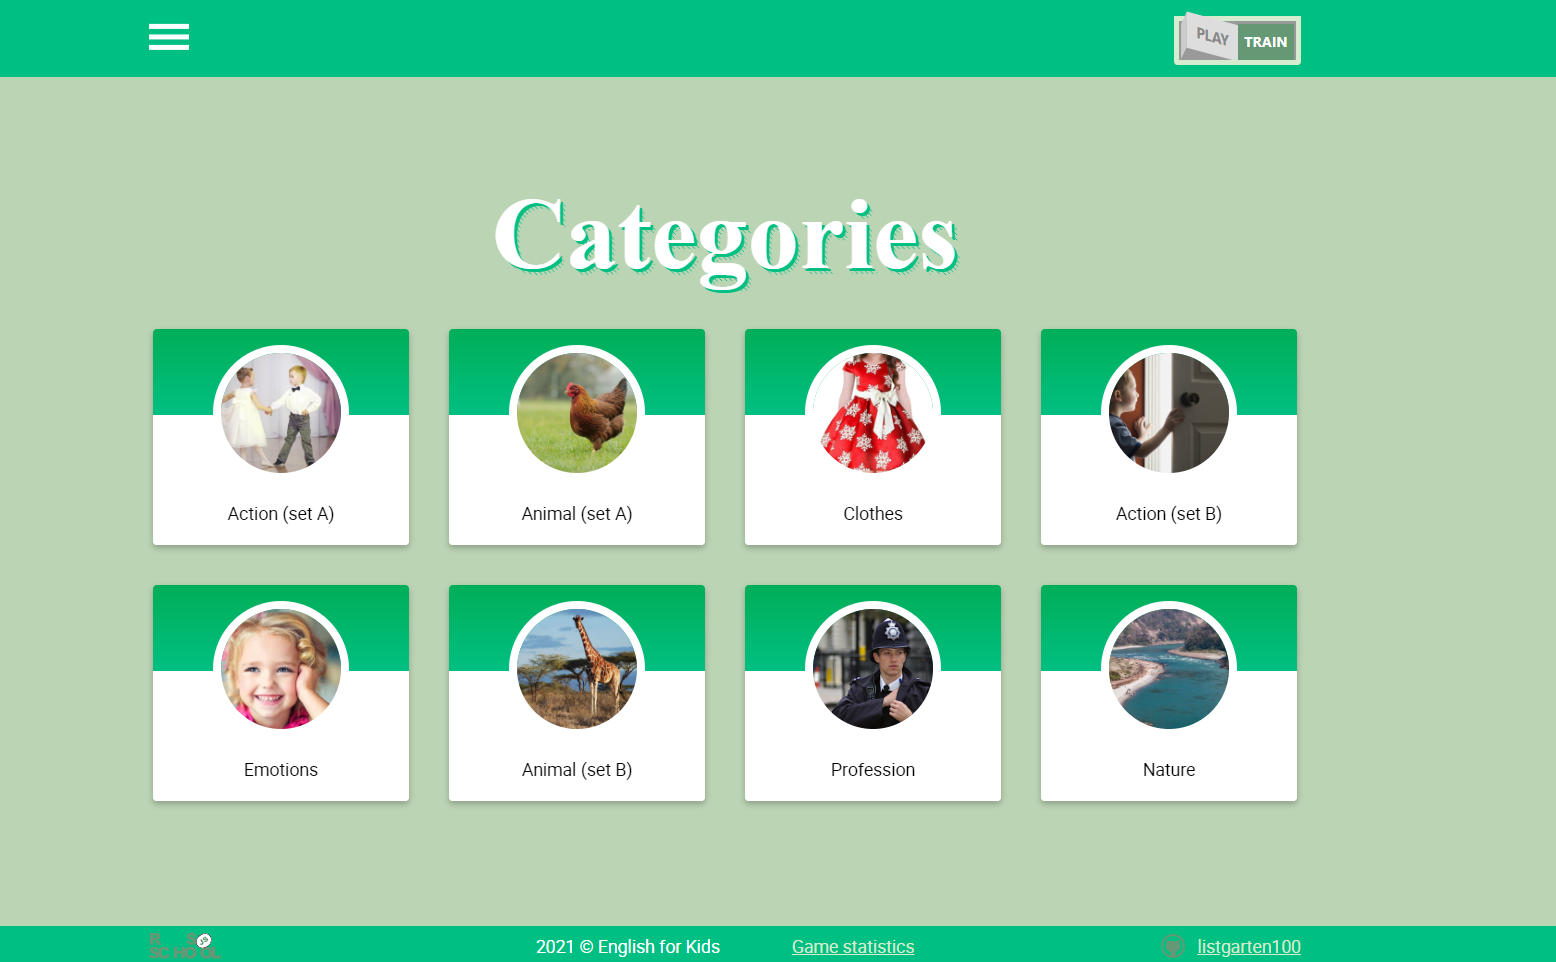 PLAY TRAIN
Categories
Action (set A)
Animal (set A)
Clothes
Action (set B)
Emotions
Animal (set B)
Profession
Nature
RS
SCHOOL
2021 © English for Kids
Game statistics
listgarten100